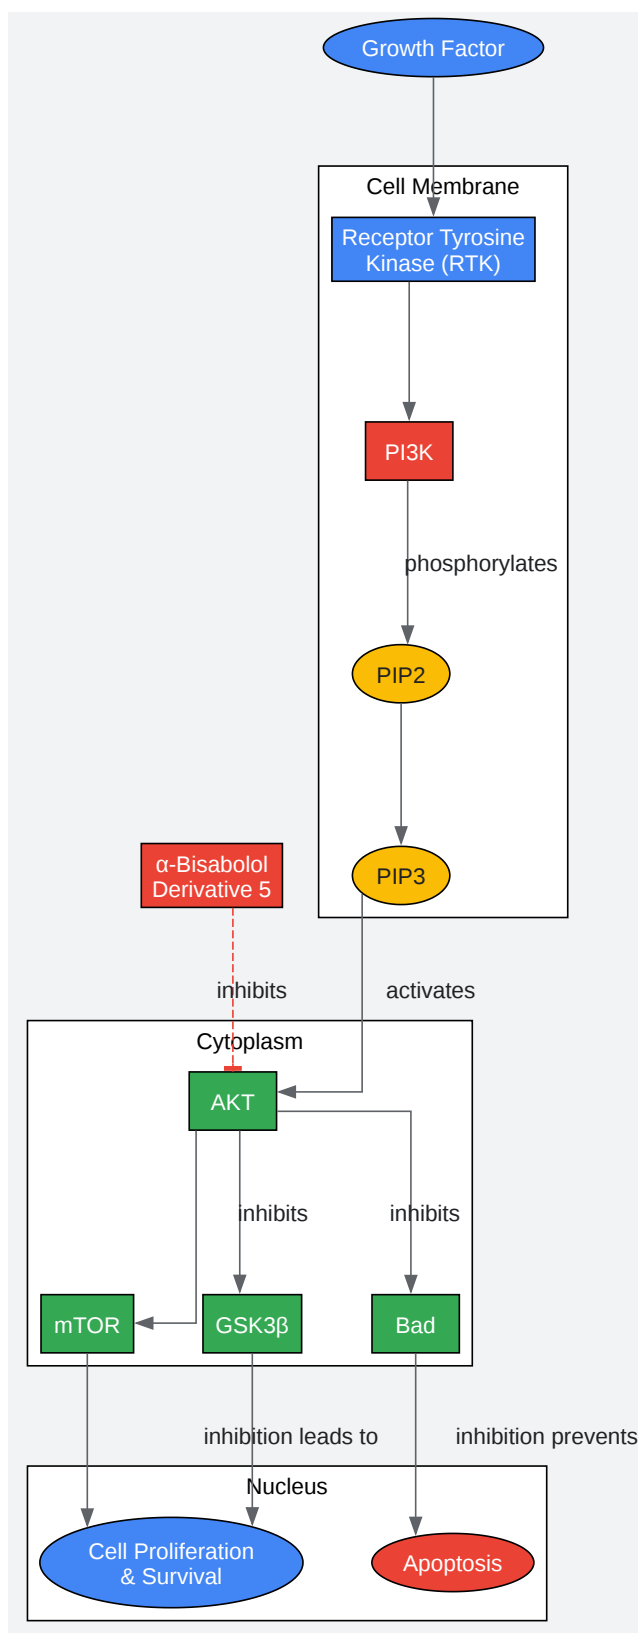 Growth Factor
Cell Membrane
Receptor Tyrosine
Kinase (RTK)
PI3K
phosphorylates
PIP2
PIP3
α-Bisabolol
Derivative 5
inhibits
activates
Cytoplasm
AKT
inhibits
inhibits
mTOR
GSK3β
Bad
inhibition leads to
inhibition prevents
Nucleus
Cell Proliferation
& Survival
Apoptosis